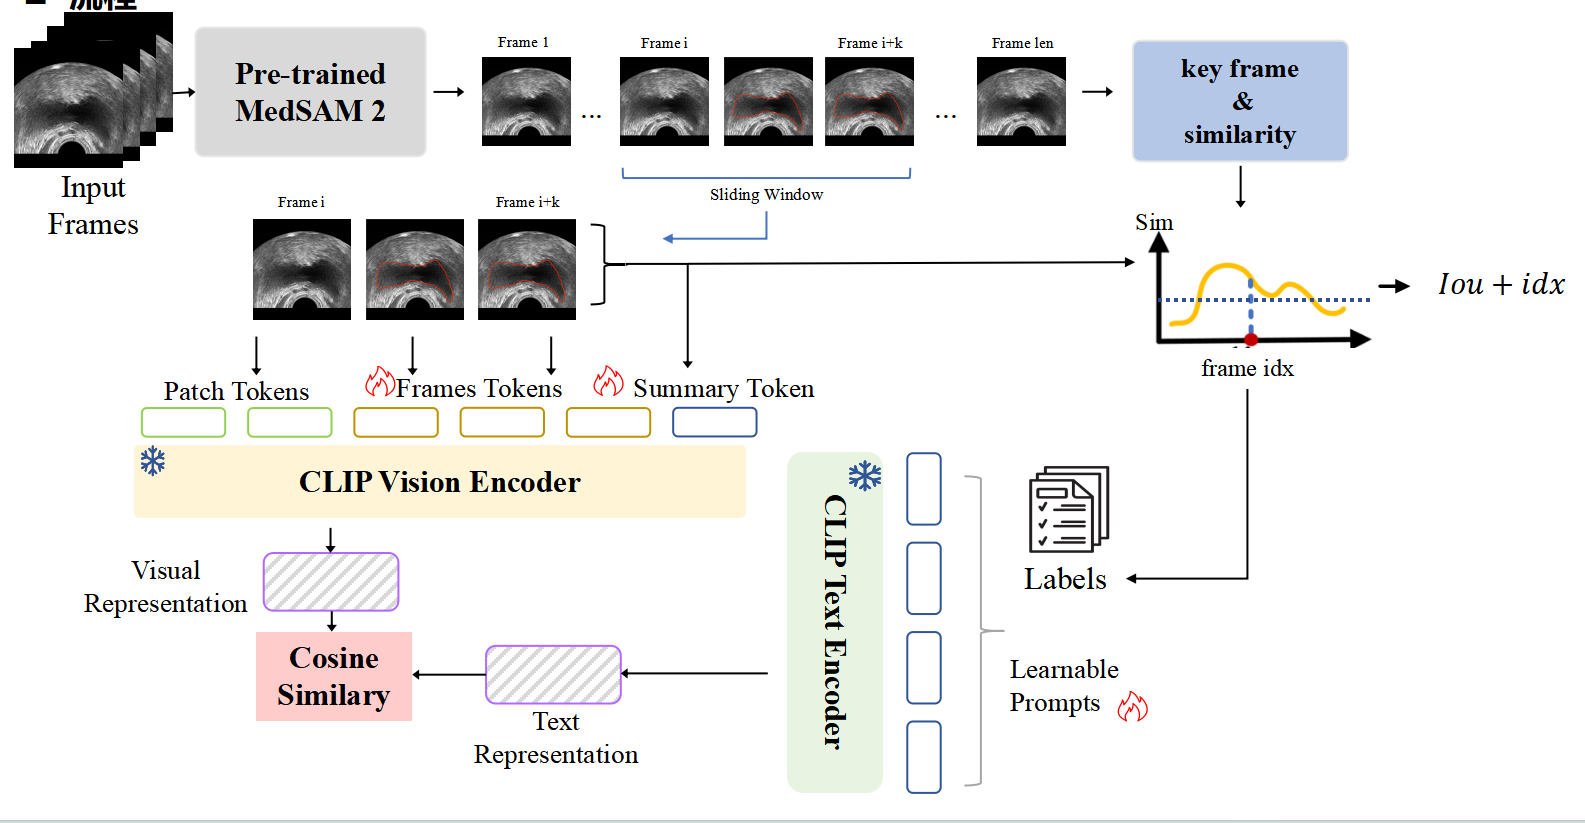 流程
Frame 1
Frame i
Frame i+k
Frame len
Pre-trained
MedSAM 2
...
...
key frame
&
similarity
Input
Frames
Sliding Window
Frame i
Frame i+k
Sim
Iou + idx
frame idx
Patch Tokens
Frames Tokens
Summary Token
CLIP Vision Encoder
CLIP Text Encoder
Labels
Visual
Representation
Cosine
Similary
Learnable
Prompts
Text
Representation